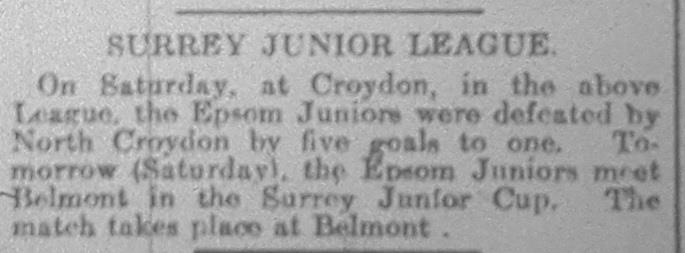 SURREY JUNIOR LEAGUE.
On Saturday, at Croydon, in the above
League, the Epsom Juniors were defeated by
North Croydon by five goals to one. To-
morrow (Saturday), the Epsom Juniors meet
Belmont in the Surrey Junior Cup. The
match takes place at Belmont .